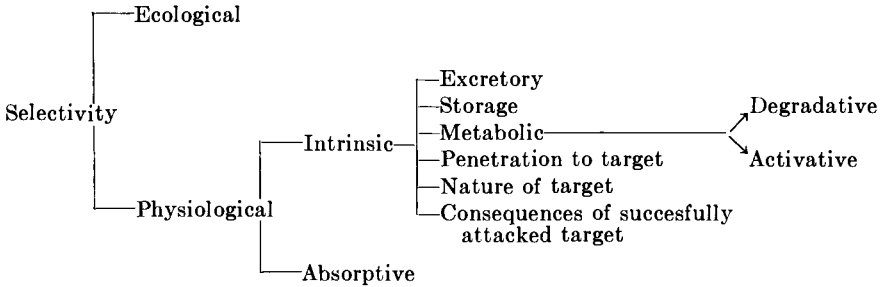 Ecological
Selectivity
Physiological
Intrinsic
Absorptive
Excretory
Storage
Metabolic
Penetration to target
Nature of target
Consequences of succesfully
attacked target
Degradative
Activative